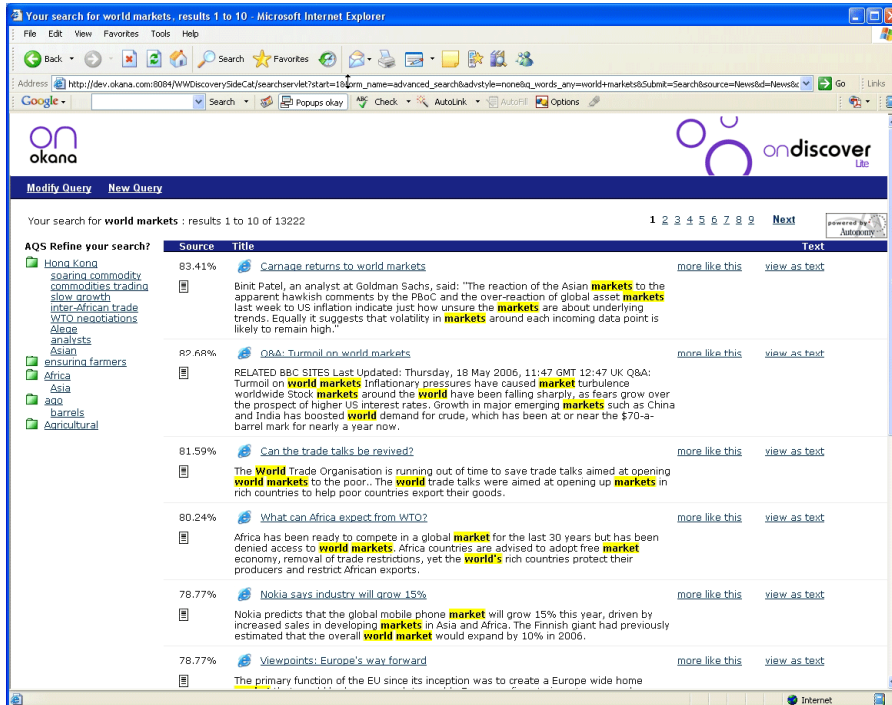 Your search for world markets, results 1 to 10 - Microsoft Internet Explorer
File Edit View Favorites Tools Help
Back Search Favorites
Address http://dev.okana.com:8084/WWDiscoverySideCat/searchservlet?start=1&form_name=advanced_search&advstyle=none&q_words_any=world+markets&Submit=Search&source=News&d=News& Go Links
Google Search Popups okay Check AutoLink AutoFill Options
on
okana
ondiscover
Lite
Modify Query New Query
Your search for world markets : results 1 to 10 of 13222
1 2 3 4 5 6 7 8 9 Next
powered by
Autonomy
AQS Refine your search?
Hong Kong
soaring commodity
commodities trading
slow growth
inter-African trade
WTO negotiations
Alege
analysts
Asian
ensuring farmers
Africa
Asia
ago
barrels
Agricultural
Source Title Text
83.41% Carnage returns to world markets more like this view as text
Binit Patel, an analyst at Goldman Sachs, said: "The reaction of the Asian markets to the
apparent hawkish comments by the PBoC and the over-reaction of global asset markets
last week to US inflation indicate just how unsure the markets are about underlying
trends. Equally it suggests that volatility in markets around each incoming data point is
likely to remain high."
82.68% Q&A: Turmoil on world markets more like this view as text
RELATED BBC SITES Last Updated: Thursday, 18 May 2006, 11:47 GMT 12:47 UK Q&A:
Turmoil on world markets Inflationary pressures have caused market turbulence
worldwide Stock markets around the world have been falling sharply, as fears grow over
the prospect of higher US interest rates. Growth in major emerging markets such as China
and India has boosted world demand for crude, which has been at or near the $70-a-
barrel mark for nearly a year now.
81.59% Can the trade talks be revived? more like this view as text
The World Trade Organisation is running out of time to save trade talks aimed at opening
world markets to the poor.. The world trade talks were aimed at opening up markets in
rich countries to help poor countries export their goods.
80.24% What can Africa expect from WTO? more like this view as text
Africa has been ready to compete in a global market for the last 30 years but has been
denied access to world markets. Africa countries are advised to adopt free market
economy, removal of trade restrictions, yet the world's rich countries protect their
producers and restrict African exports.
78.77% Nokia says industry will grow 15% more like this view as text
Nokia predicts that the global mobile phone market will grow 15% this year, driven by
increased sales in developing markets in Asia and Africa. The Finnish giant had previously
estimated that the overall world market would expand by 10% in 2006.
78.77% Viewpoints: Europe's way forward more like this view as text
The primary function of the EU since its inception was to create a Europe wide home
Internet